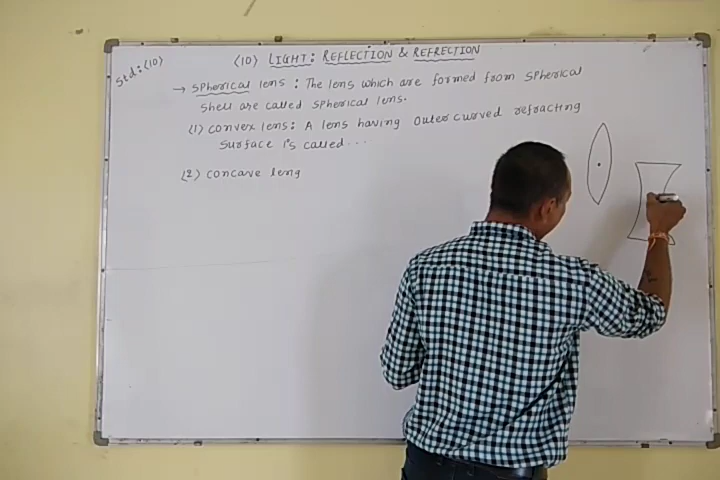 Std:(10)
(10) LIGHT: REFLECTION & REFRECTION
→ Spherical lens : The lens which are formed from spherical
shell are called spherical lens.
(1) convex lens: A lens having outer curved refracting
surface is called ...
(2) concave leng